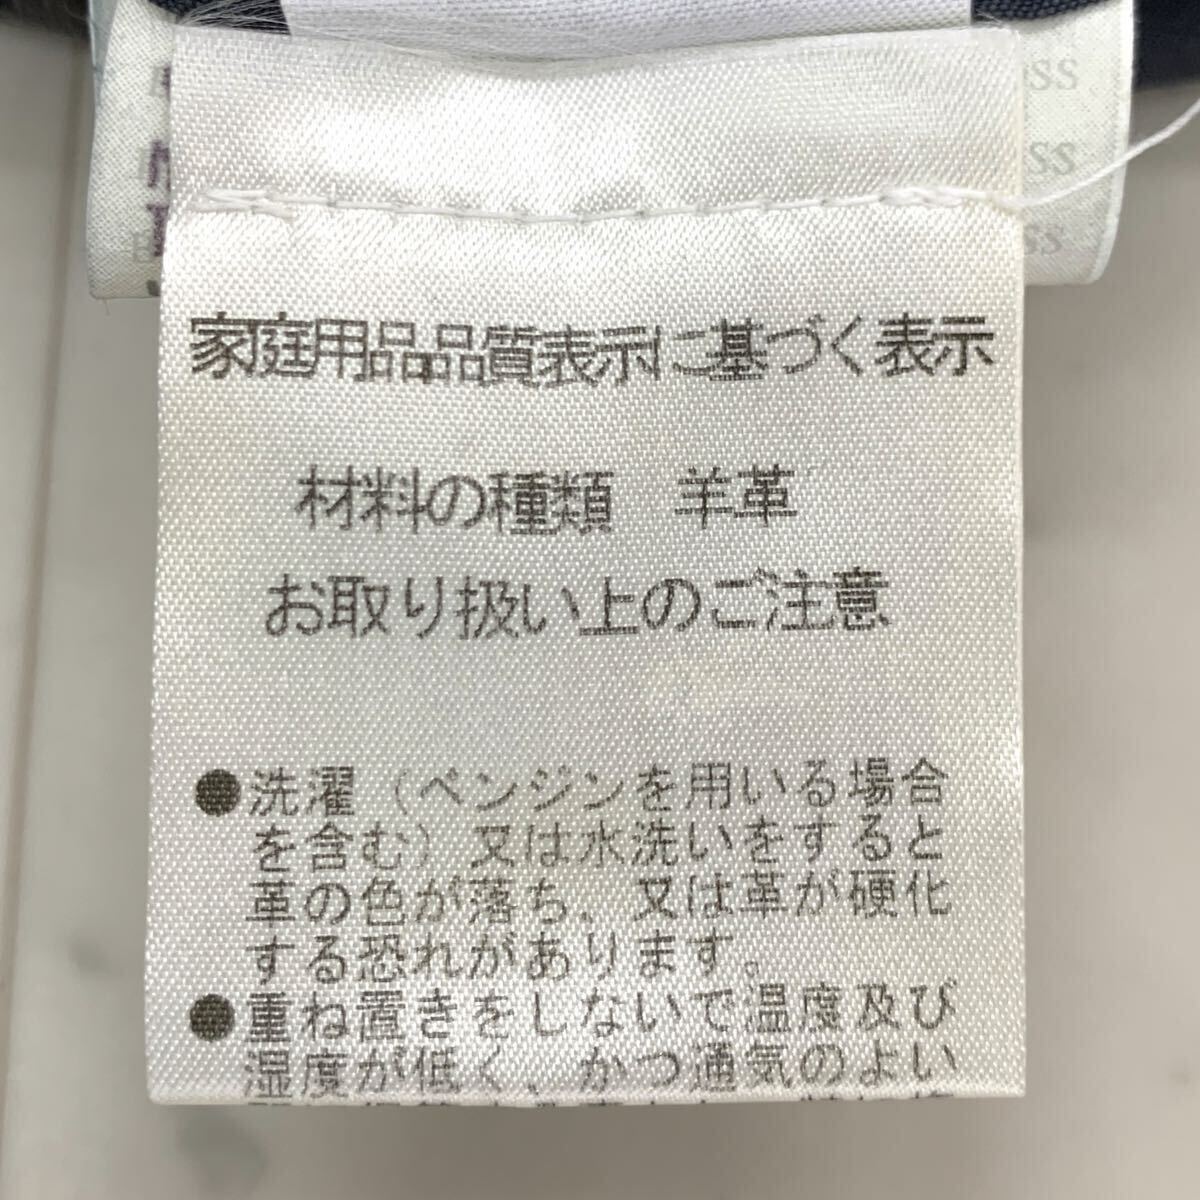 ss
ss
ss
家庭用品品質表示に基づく表示
材料の種類　羊革
お取り扱い上のご注意
●洗濯（ベンジンを用いる場合
を含む）又は水洗いをすると
革の色が落ち、又は革が硬化
する恐れがあります。
●重ね置きをしないで温度及び
湿度が低く、かつ通気のよい